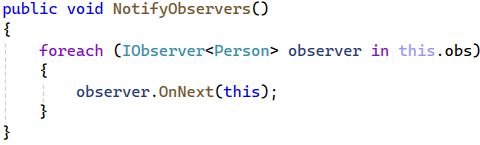 public void NotifyObservers()
{
    foreach (IObserver<Person> observer in this.obs)
    {
        observer.OnNext(this);
    }
}